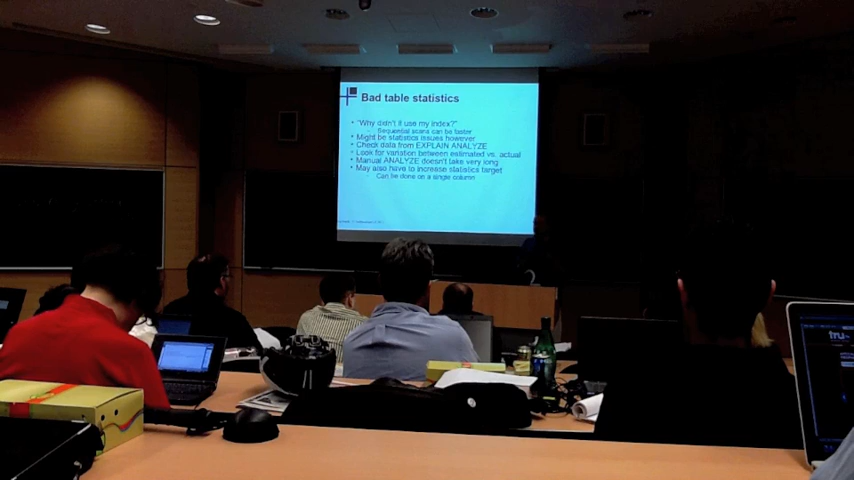 Bad table statistics
• "Why didn't it use my index?"
– Sequential scans can be faster
• Might be statistics issues however
• Check data from EXPLAIN ANALYZE
• Look for variation between estimated vs. actual
• Manual ANALYZE doesn't take very long
• May also have to increase statistics target
– Can be done on a single column
tru